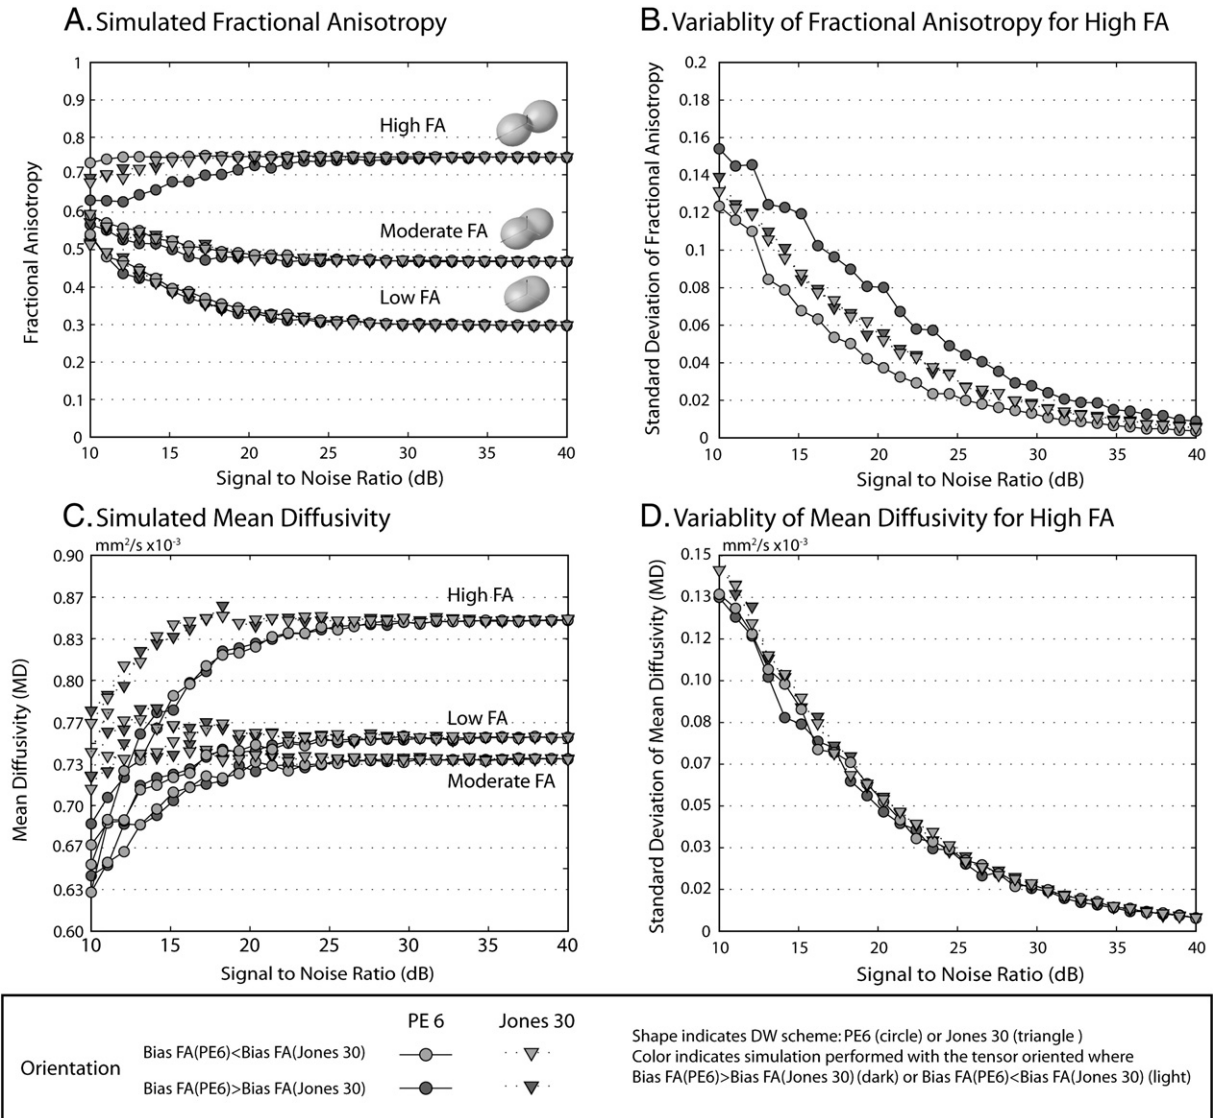 A. Simulated Fractional Anisotropy
Fractional Anisotropy
1
0.9
0.8
0.7
0.6
0.5
0.4
0.3
0.2
0.1
0
High FA
Moderate FA
Low FA
10 15 20 25 30 35 40
Signal to Noise Ratio (dB)
B. Variablity of Fractional Anisotropy for High FA
Standard Deviation of Fractional Anisotropy
0.2
0.18
0.16
0.14
0.12
0.1
0.08
0.06
0.04
0.02
0
10 15 20 25 30 35 40
Signal to Noise Ratio (dB)
C. Simulated Mean Diffusivity
mm²/s x10⁻³
Mean Diffusivity (MD)
0.90
0.87
0.83
0.80
0.77
0.73
0.70
0.67
0.63
0.60
High FA
Low FA
Moderate FA
10 15 20 25 30 35 40
Signal to Noise Ratio (dB)
D. Variablity of Mean Diffusivity for High FA
mm²/s x10⁻³
Standard Deviation of Mean Diffusivity (MD)
0.15
0.13
0.12
0.10
0.08
0.07
0.05
0.03
0.02
0
10 15 20 25 30 35 40
Signal to Noise Ratio (dB)
PE 6 Jones 30
Orientation
Bias FA(PE6)<Bias FA(Jones 30)
Bias FA(PE6)>Bias FA(Jones 30)
Shape indicates DW scheme: PE6 (circle) or Jones 30 (triangle )
Color indicates simulation performed with the tensor oriented where
Bias FA(PE6)>Bias FA(Jones 30) (dark) or Bias FA(PE6)<Bias FA(Jones 30) (light)